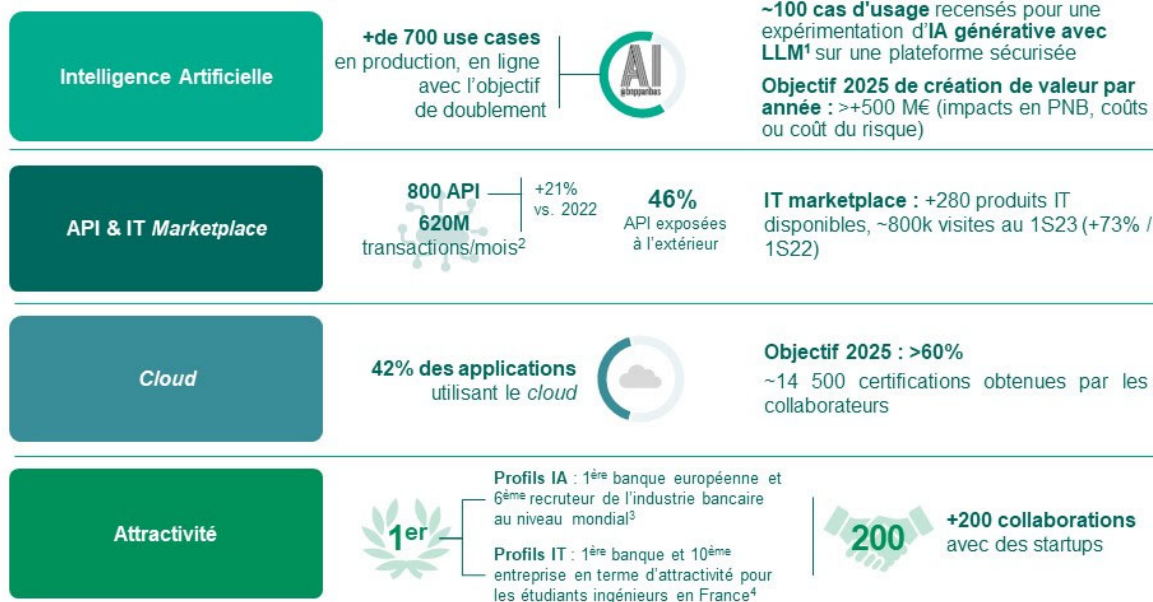 Intelligence Artificielle
+de 700 use cases
en production, en ligne
avec l'objectif
de doublement
AI
@bnpparibas
~100 cas d'usage recensés pour une
expérimentation d'IA générative avec
LLM¹ sur une plateforme sécurisée
Objectif 2025 de création de valeur par
année : >+500 M€ (impacts en PNB, coûts
ou coût du risque)
API & IT Marketplace
800 API
620M
transactions/mois²
+21%
vs. 2022
46%
API exposées
à l'extérieur
IT marketplace : +280 produits IT
disponibles, ~800k visites au 1S23 (+73% /
1S22)
Cloud
42% des applications
utilisant le cloud
Objectif 2025 : >60%
~14 500 certifications obtenues par les
collaborateurs
Attractivité
1er
Profils IA : 1ère banque européenne et
6ème recruteur de l'industrie bancaire
au niveau mondial³
Profils IT : 1ère banque et 10ème
entreprise en terme d'attractivité pour
les étudiants ingénieurs en France⁴
200
+200 collaborations
avec des startups